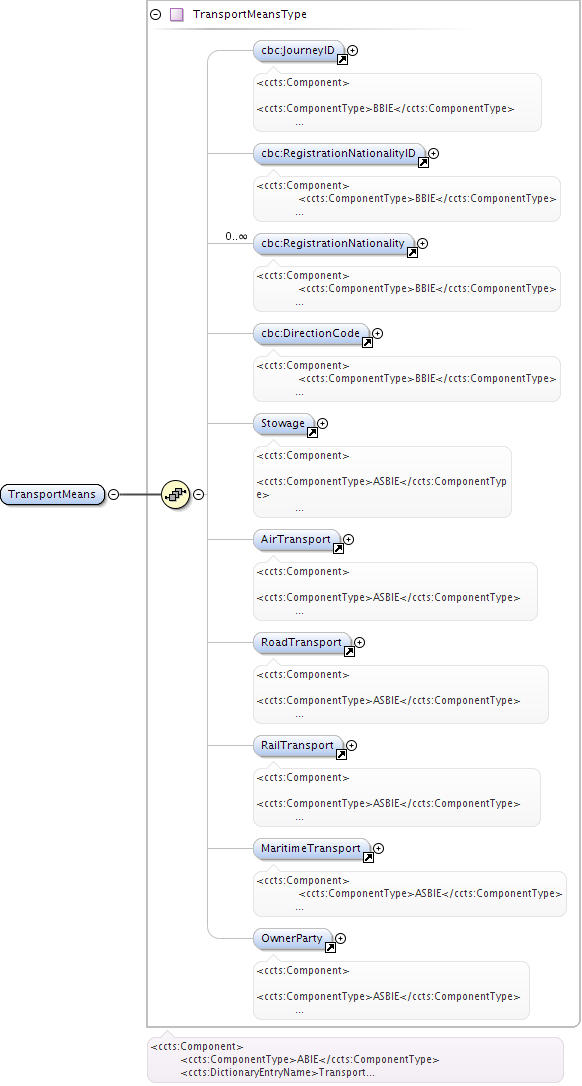 TransportMeansType
cbc:JourneyID
<ccts:Component>
<ccts:ComponentType>BBIE</ccts:ComponentType>
...
cbc:RegistrationNationalityID
<ccts:Component>
<ccts:ComponentType>BBIE</ccts:ComponentType>
...
0..∞
cbc:RegistrationNationality
<ccts:Component>
<ccts:ComponentType>BBIE</ccts:ComponentType>
...
cbc:DirectionCode
<ccts:Component>
<ccts:ComponentType>BBIE</ccts:ComponentType>
...
Stowage
<ccts:Component>
<ccts:ComponentType>ASBIE</ccts:ComponentTyp
e>
...
TransportMeans
AirTransport
<ccts:Component>
<ccts:ComponentType>ASBIE</ccts:ComponentType>
...
RoadTransport
<ccts:Component>
<ccts:ComponentType>ASBIE</ccts:ComponentType>
...
RailTransport
<ccts:Component>
<ccts:ComponentType>ASBIE</ccts:ComponentType>
...
MaritimeTransport
<ccts:Component>
<ccts:ComponentType>ASBIE</ccts:ComponentType>
...
OwnerParty
<ccts:Component>
<ccts:ComponentType>ASBIE</ccts:ComponentType>
...
<ccts:Component>
<ccts:ComponentType>ABIE</ccts:ComponentType>
<ccts:DictionaryEntryName>Transport...